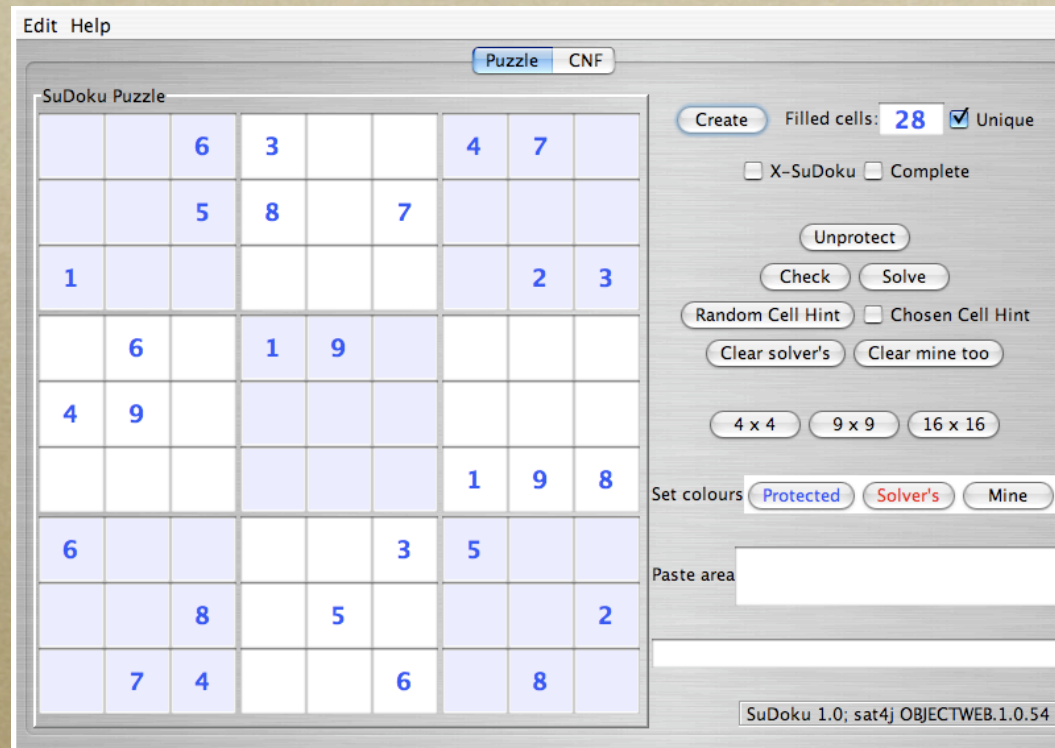 Edit Help
Puzzle CNF
SuDoku Puzzle
6 3 4 7
5 8 7
1 2 3
6 1 9
4 9
1 9 8
6 3 5
8 5 2
7 4 6 8
Create Filled cells: 28 Unique
X-SuDoku Complete
Unprotect
Check Solve
Random Cell Hint Chosen Cell Hint
Clear solver's Clear mine too
4 x 4 9 x 9 16 x 16
Set colours Protected Solver's Mine
Paste area
SuDoku 1.0; sat4j OBJECTWEB.1.0.54